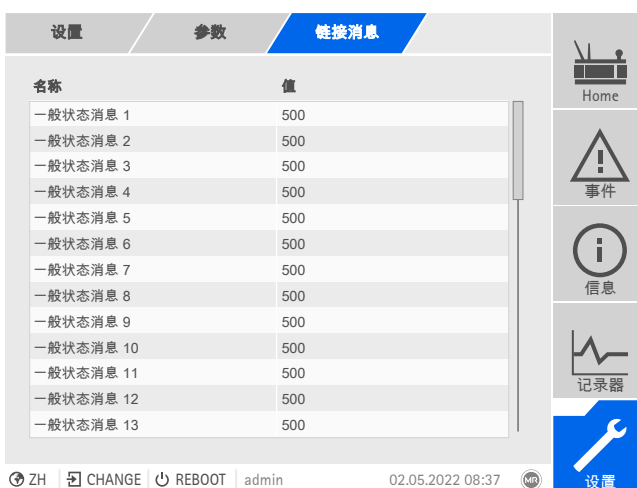 设置 参数 链接消息
名称 值
一般状态消息 1 500
一般状态消息 2 500
一般状态消息 3 500
一般状态消息 4 500
一般状态消息 5 500
一般状态消息 6 500
一般状态消息 7 500
一般状态消息 8 500
一般状态消息 9 500
一般状态消息 10 500
一般状态消息 11 500
一般状态消息 12 500
一般状态消息 13 500
Home
事件
信息
记录器
设置
ZH CHANGE REBOOT admin 02.05.2022 08:37 MR